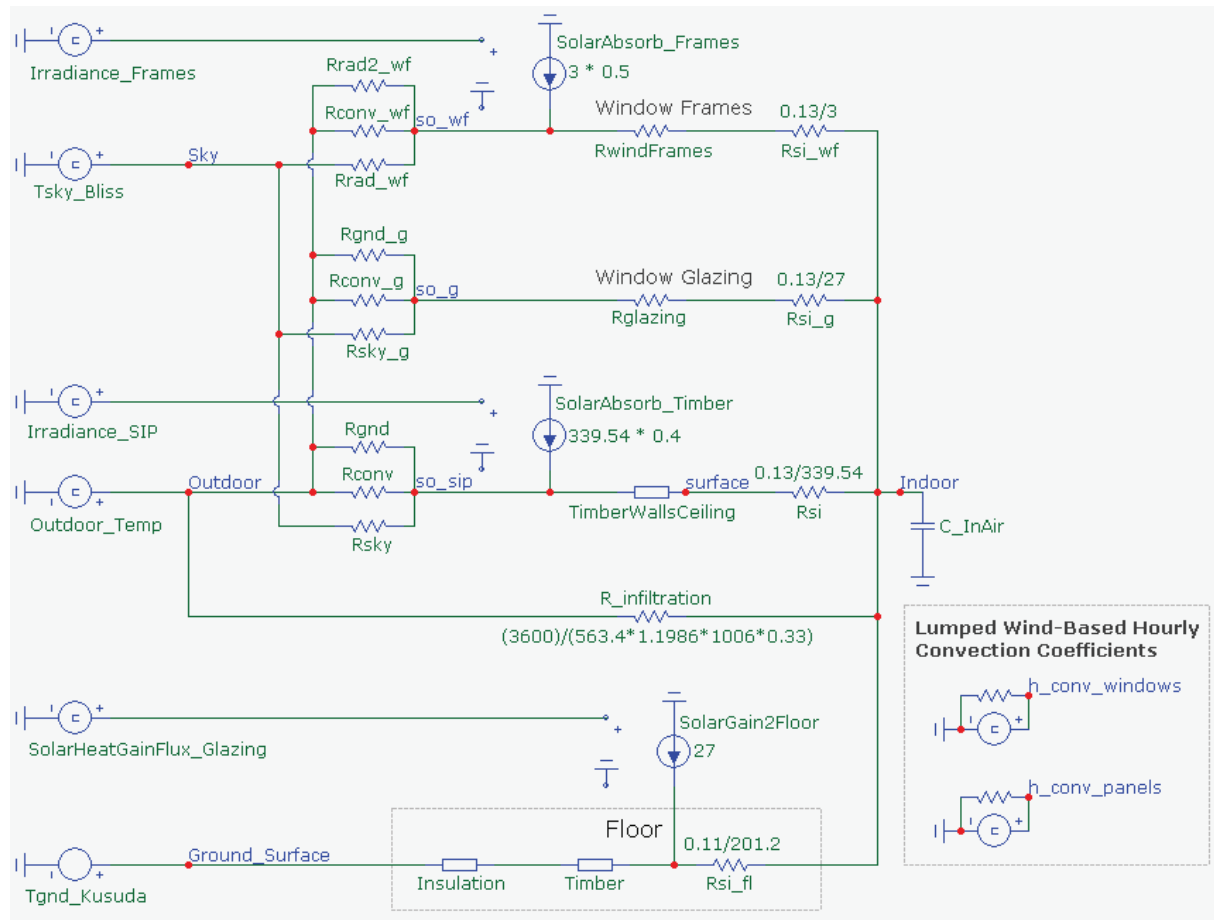 Irradiance_Frames
SolarAbsorb_Frames
3 * 0.5
Rrad2_wf
Rconv_wf
so_wf
Rrad_wf
Window Frames
RwindFrames
0.13/3
Rsi_wf
Sky
Tsky_Bliss
Rgnd_g
Rconv_g
so_g
Rsky_g
Window Glazing
Rglazing
0.13/27
Rsi_g
Irradiance_SIP
SolarAbsorb_Timber
339.54 * 0.4
Rgnd
Outdoor
Rconv
so_sip
Outdoor_Temp
Rsky
TimberWallsCeiling
surface
0.13/339.54
Rsi
Indoor
C_InAir
R_infiltration
(3600)/(563.4*1.1986*1006*0.33)
Lumped Wind-Based Hourly
Convection Coefficients
h_conv_windows
h_conv_panels
SolarHeatGainFlux_Glazing
SolarGain2Floor
27
Floor
Ground_Surface
Tgnd_Kusuda
Insulation
Timber
0.11/201.2
Rsi_fl